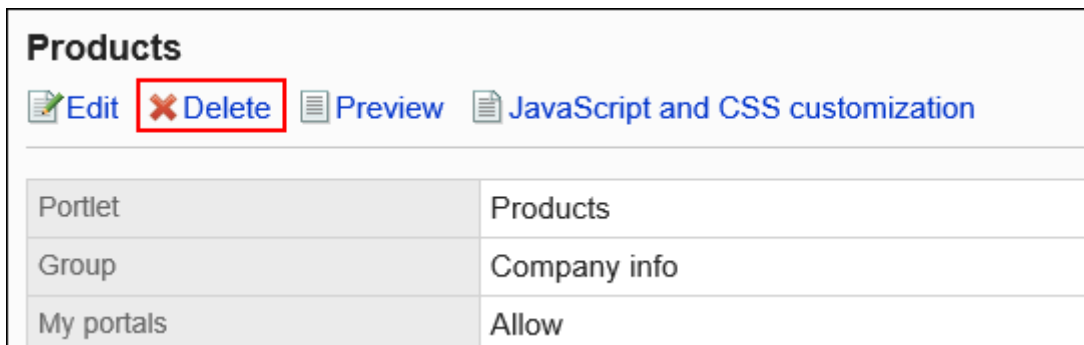 Products
Edit Delete Preview JavaScript and CSS customization
Portlet Products
Group Company info
My portals Allow